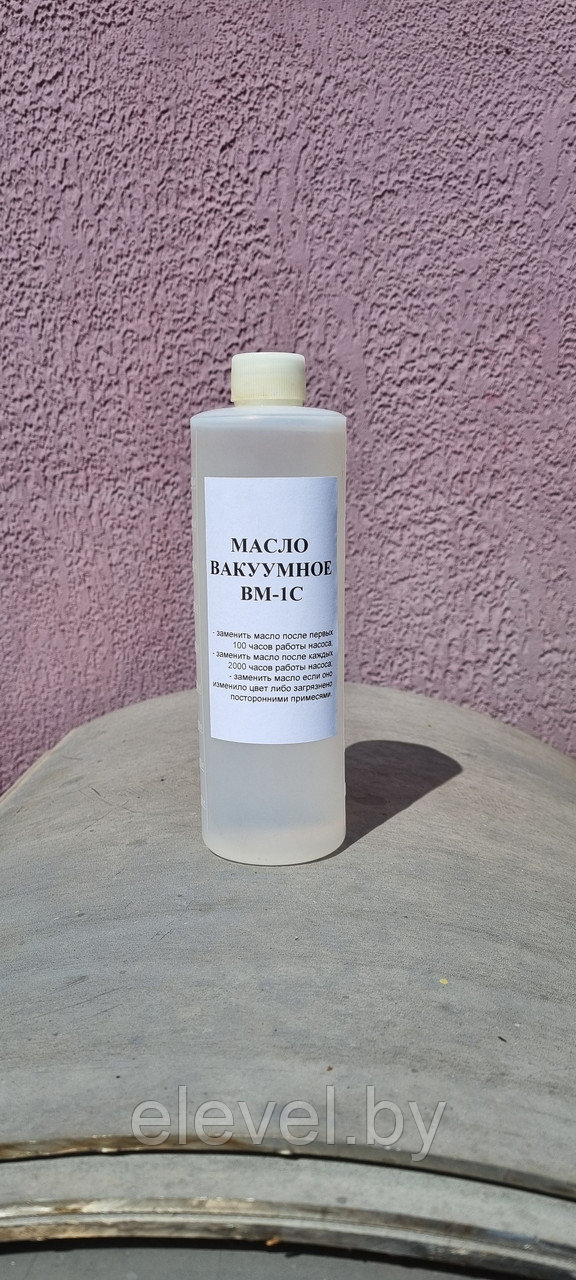 МАСЛО
ВАКУУМНОЕ
ВМ-1С
- заменить масло после первых
100 часов работы насоса.
- заменить масло после каждых
2000 часов работы насоса.
- заменить масло если оно
изменило цвет либо загрязнено
посторонними примесями.
elevel.by